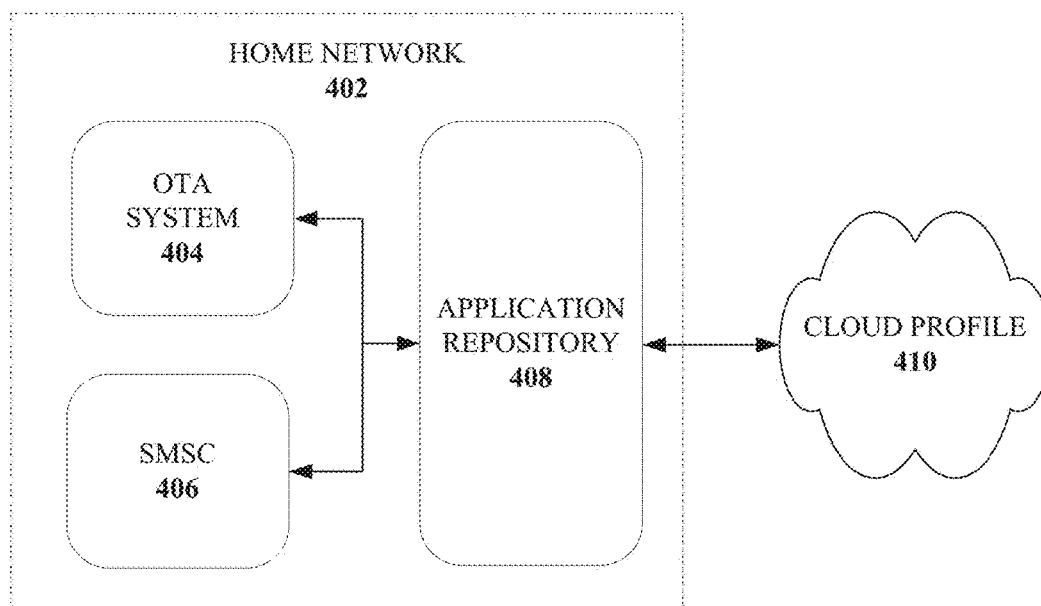 HOME NETWORK
402
OTA
SYSTEM
404
SMSC
406
APPLICATION
REPOSITORY
408
CLOUD PROFILE
410